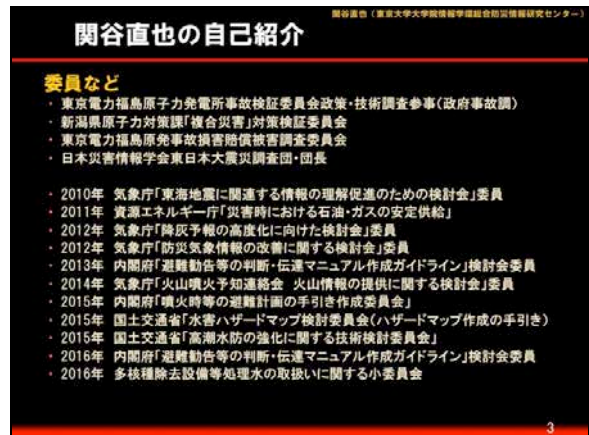 関谷直也（東京大学大学院情報学環総合防災情報研究センター）
関谷直也の自己紹介
委員など
・東京電力福島原子力発電所事故検証委員会政策・技術調査参事（政府事故調）
・新潟県原子力対策課「複合災害」対策検証委員会
・東京電力福島原発事故損害賠償被害調査委員会
・日本災害情報学会東日本大震災調査団・団長
・2010年 気象庁「東海地震に関連する情報の理解促進のための検討会」委員
・2011年 資源エネルギー庁「災害時における石油・ガスの安定供給」
・2012年 気象庁「降灰予報の高度化に向けた検討会」委員
・2012年 気象庁「防災気象情報の改善に関する検討会」委員
・2013年 内閣府「避難勧告等の判断・伝達マニュアル作成ガイドライン」検討会委員
・2014年 気象庁「火山噴火予知連絡会 火山情報の提供に関する検討会」委員
・2015年 内閣府「噴火時等の避難計画の手引き作成委員会」
・2015年 国土交通省「水害ハザードマップ検討委員会（ハザードマップ作成の手引き）
・2015年 国土交通省「高潮水防の強化に関する技術検討委員会」
・2016年 内閣府「避難勧告等の判断・伝達マニュアル作成ガイドライン」検討会委員
・2016年 多核種除去設備等処理水の取扱いに関する小委員会
3